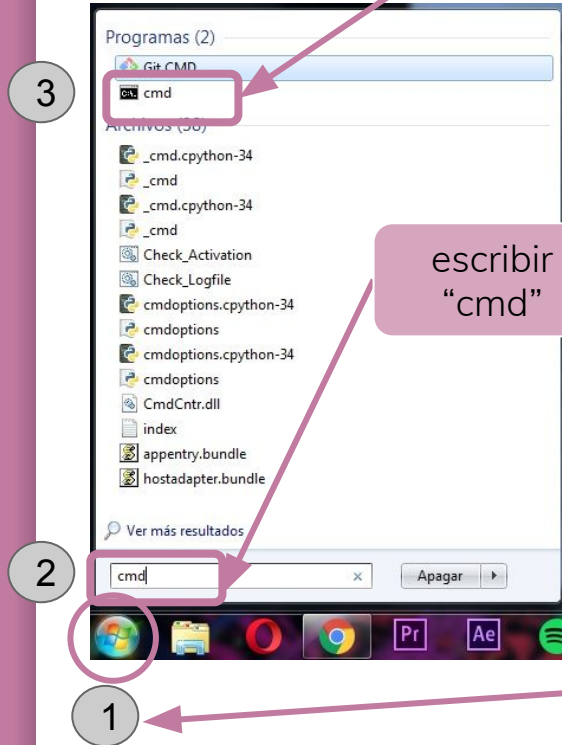 Programas (2)
Git CMD
3
cmd
Archivos (38)
_cmd.cpython-34
_cmd
_cmd.cpython-34
_cmd
Check_Activation
Check_Logfile
cmdoptions.cpython-34
cmdoptions
cmdoptions.cpython-34
cmdoptions
CmdCntr.dll
index
appentry.bundle
hostadapter.bundle
escribir
“cmd”
Ver más resultados
2
cmd
Apagar
Pr
Ae
1